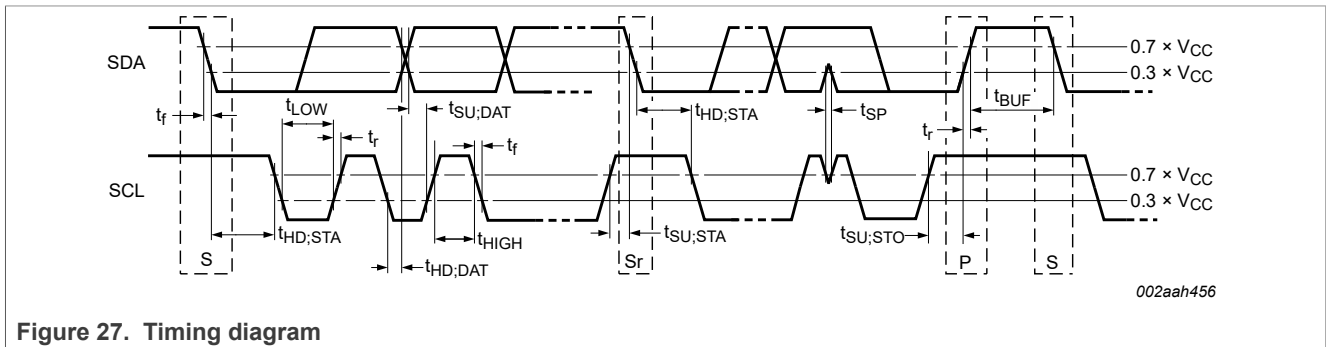 SDA
0.7 × VCC
0.3 × VCC
tf
tLOW
tr
tSU;DAT
tf
tHD;STA
tSP
tr
tBUF
SCL
0.7 × VCC
0.3 × VCC
tHD;STA
tHD;DAT
tHIGH
tSU;STA
tSU;STO
S
Sr
P
S
002aah456
Figure 27. Timing diagram